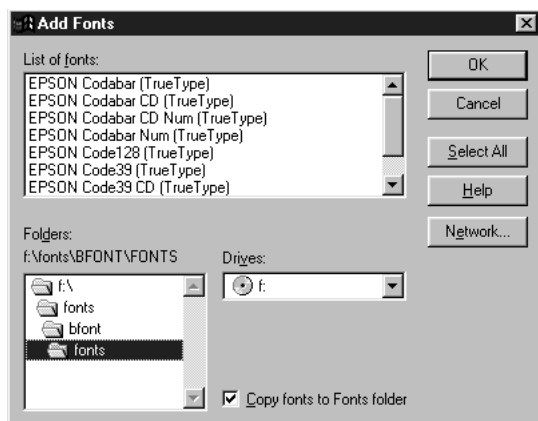 Add Fonts
List of fonts:
EPSON Codabar (TrueType)
EPSON Codabar CD (TrueType)
EPSON Codabar CD Num (TrueType)
EPSON Codabar Num (TrueType)
EPSON Code128 (TrueType)
EPSON Code39 (TrueType)
EPSON Code39 CD (TrueType)
OK
Cancel
Select All
Help
Network...
Folders:
f:\fonts\BFONT\FONTS
f:\
fonts
bfont
fonts
Drives:
f:
Copy fonts to Fonts folder